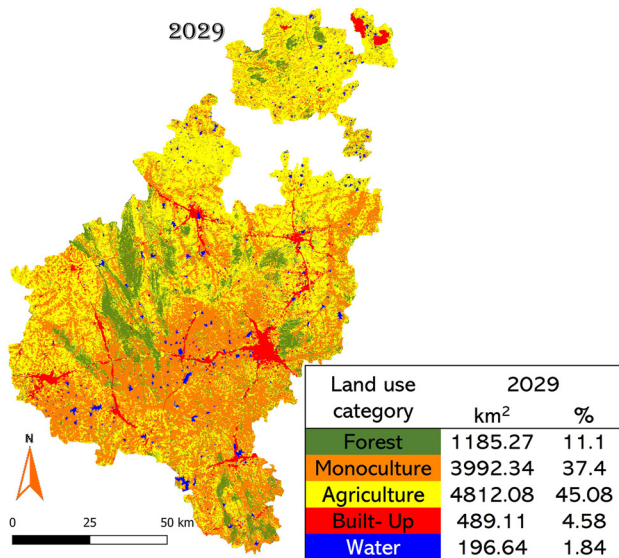 2029
Land use category 2029
km² %
Forest 1185.27 11.1
Monoculture 3992.34 37.4
Agriculture 4812.08 45.08
Built- Up 489.11 4.58
Water 196.64 1.84
N
0 25 50 km